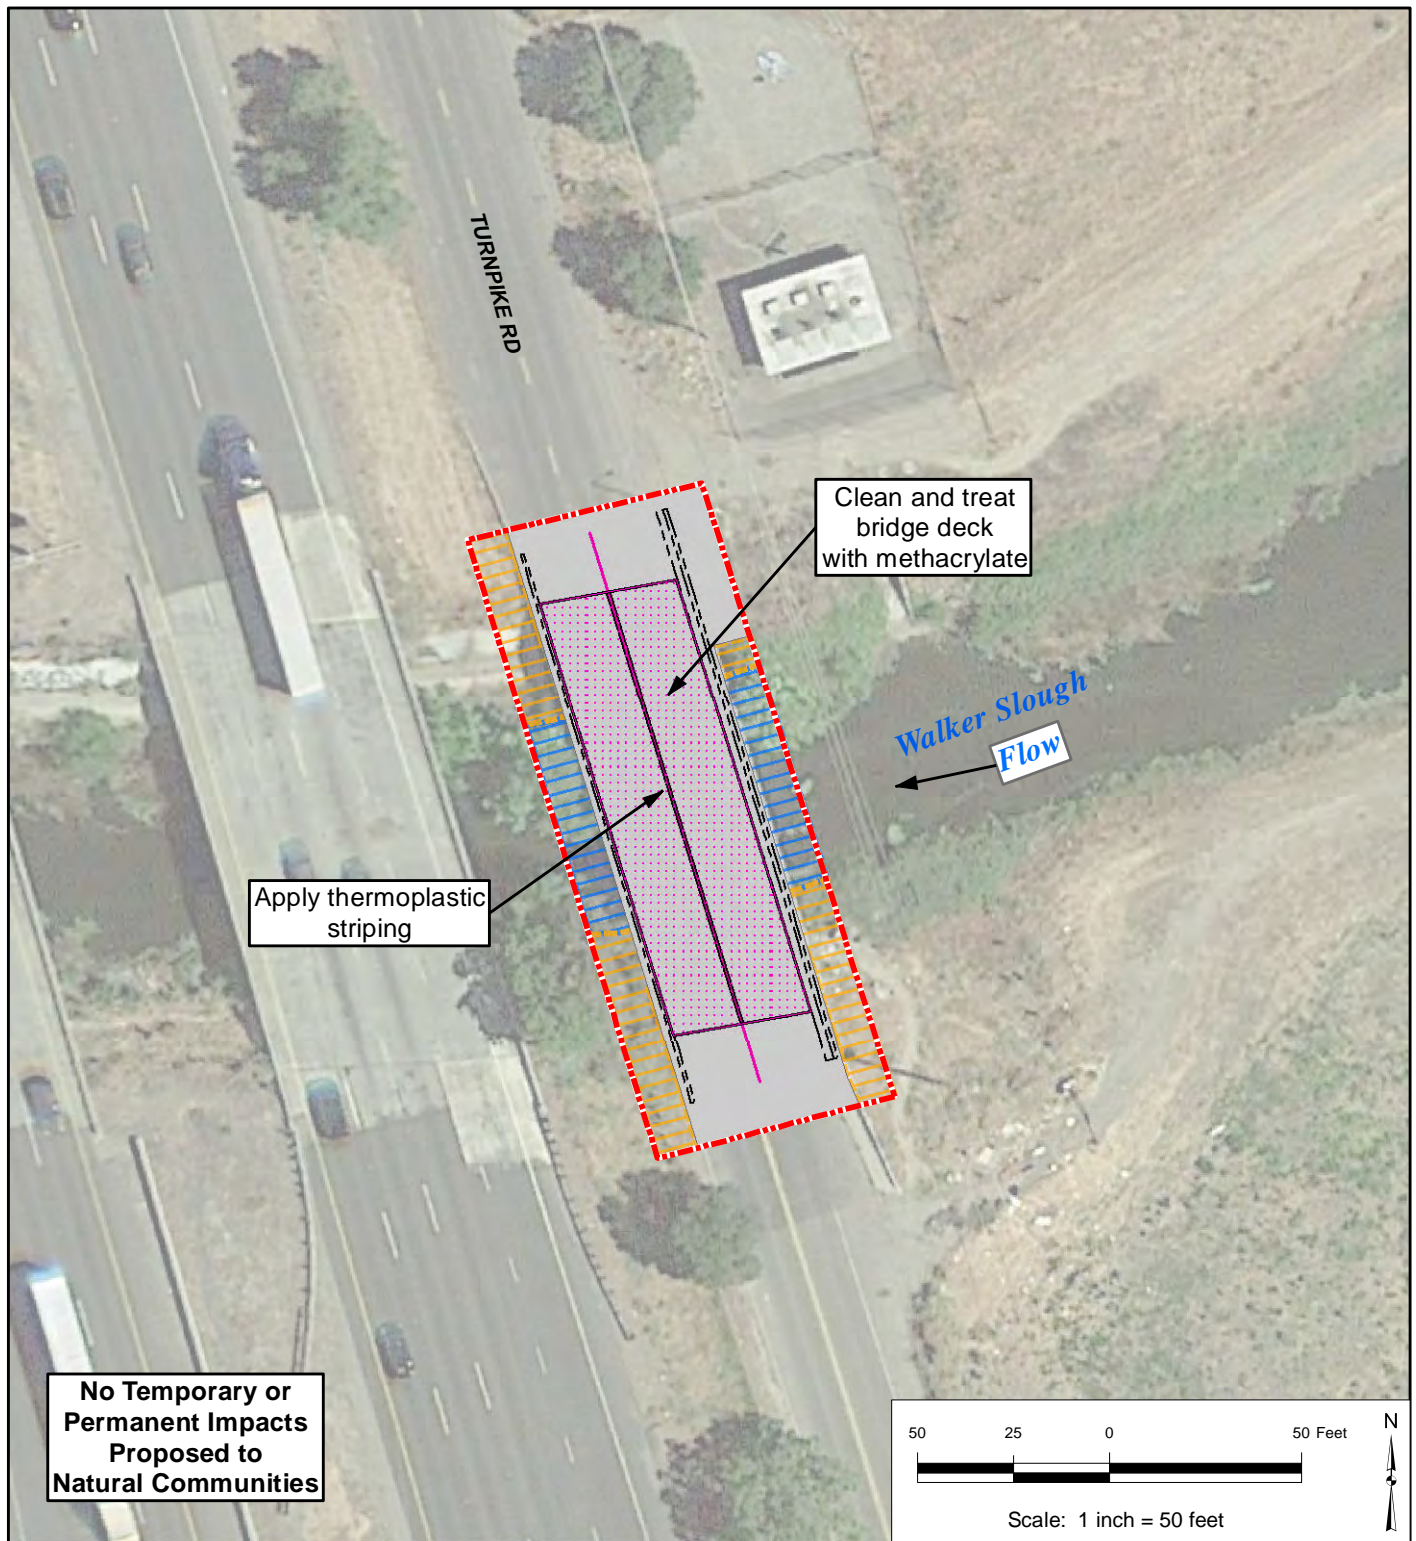 TURNPIKE RD
Clean and treat
bridge deck
with methacrylate
Walker Slough
Flow
Apply thermoplastic
striping
No Temporary or
Permanent Impacts
Proposed to
Natural Communities
50 25 0 50 Feet
N
Scale: 1 inch = 50 feet